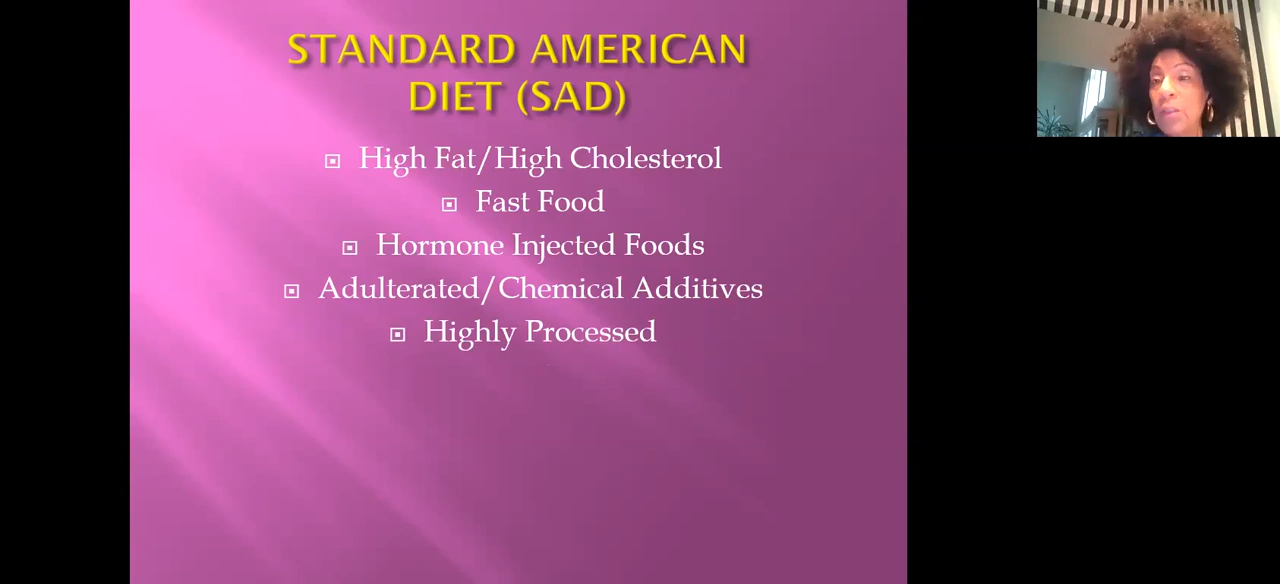 STANDARD AMERICAN
DIET (SAD)
High Fat/High Cholesterol
Fast Food
Hormone Injected Foods
Adulterated/Chemical Additives
Highly Processed